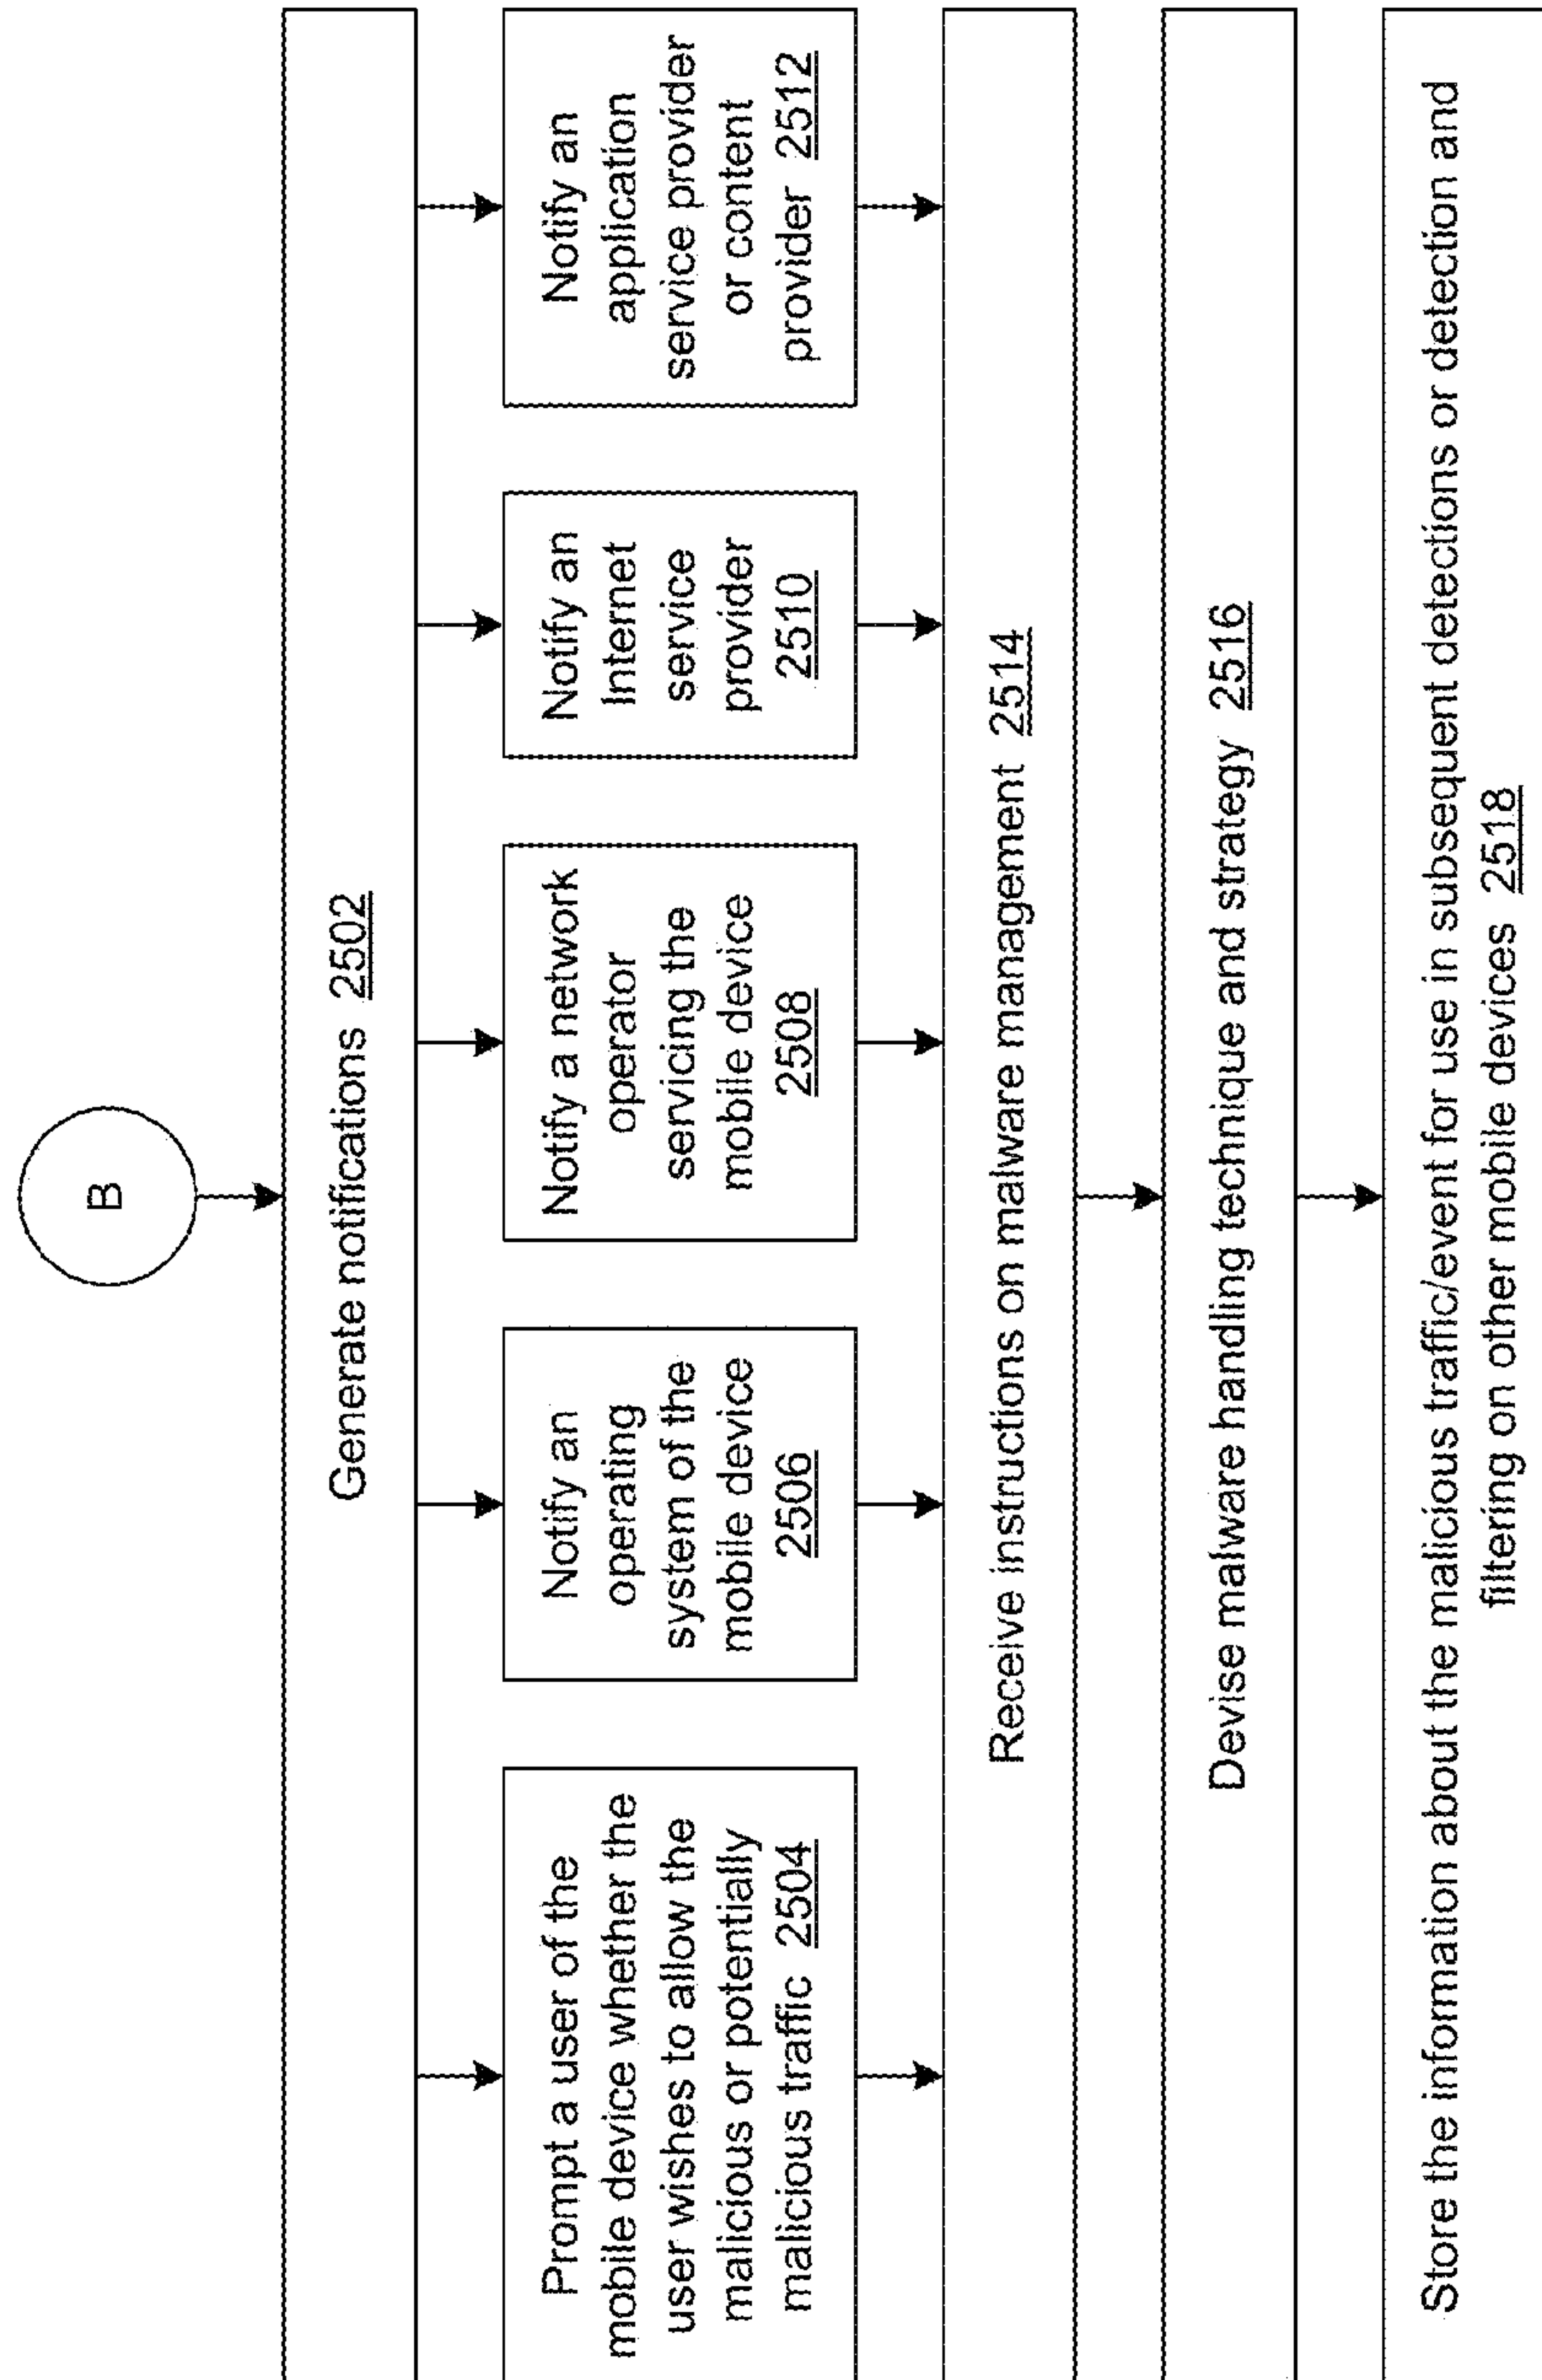 B
Generate notifications 2502
Prompt a user of the
mobile device whether the
user wishes to allow the
malicious or potentially
malicious traffic 2504
Notify an
operating
system of the
mobile device
2506
Notify a network
operator
servicing the
mobile device
2508
Notify an
Internet
service
provider
2510
Notify an
application
service provider
or content
provider 2512
Receive instructions on malware management 2514
Devise malware handling technique and strategy 2516
Store the information about the malicious traffic/event for use in subsequent detections or detection and
filtering on other mobile devices 2518